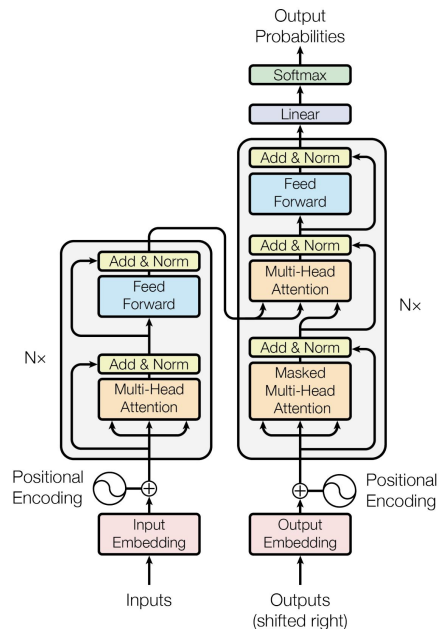 Output
Probabilities
Softmax
Linear
Add & Norm
Feed
Forward
Add & Norm
Multi-Head
Attention
Add & Norm
Masked
Multi-Head
Attention
Nx
Positional
Encoding
Output
Embedding
Outputs
(shifted right)
Add & Norm
Feed
Forward
Add & Norm
Multi-Head
Attention
Nx
Positional
Encoding
Input
Embedding
Inputs